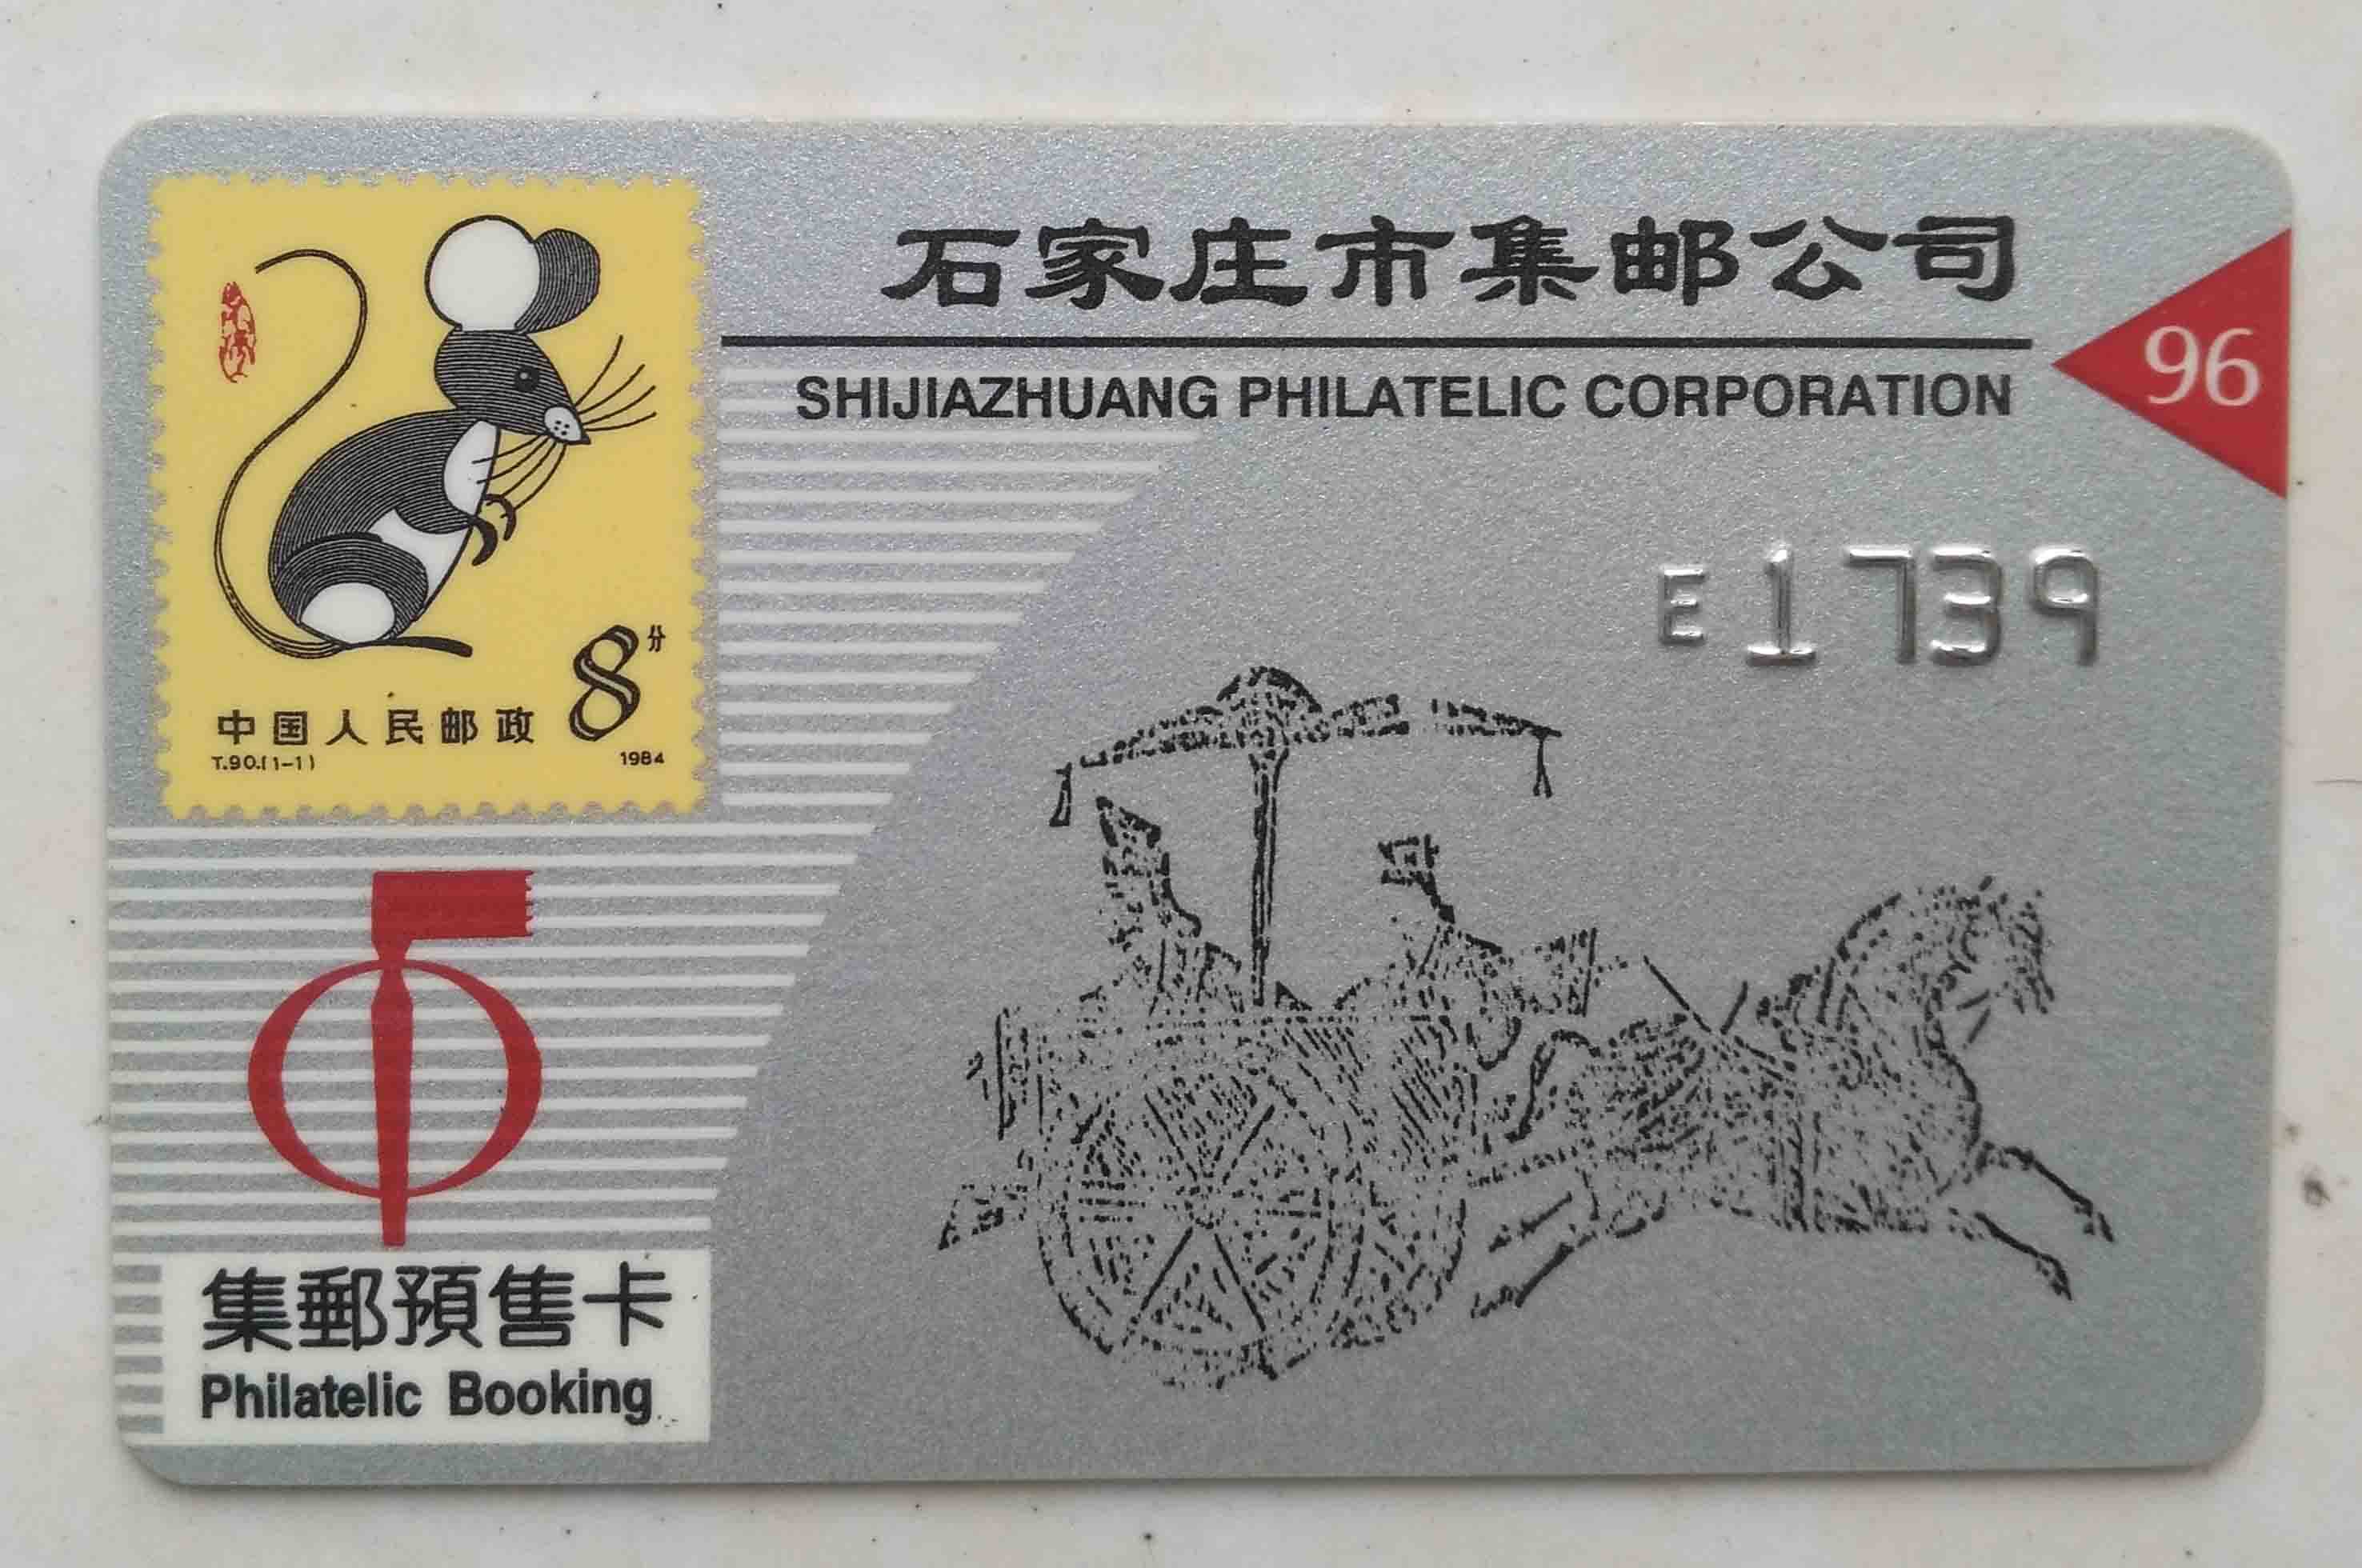 石家庄市集邮公司
SHIJIAZHUANG PHILATELIC CORPORATION
96
E1739
8分
中国人民邮政
T.90.(1-1)
1984
集郵預售卡
Philatelic Booking